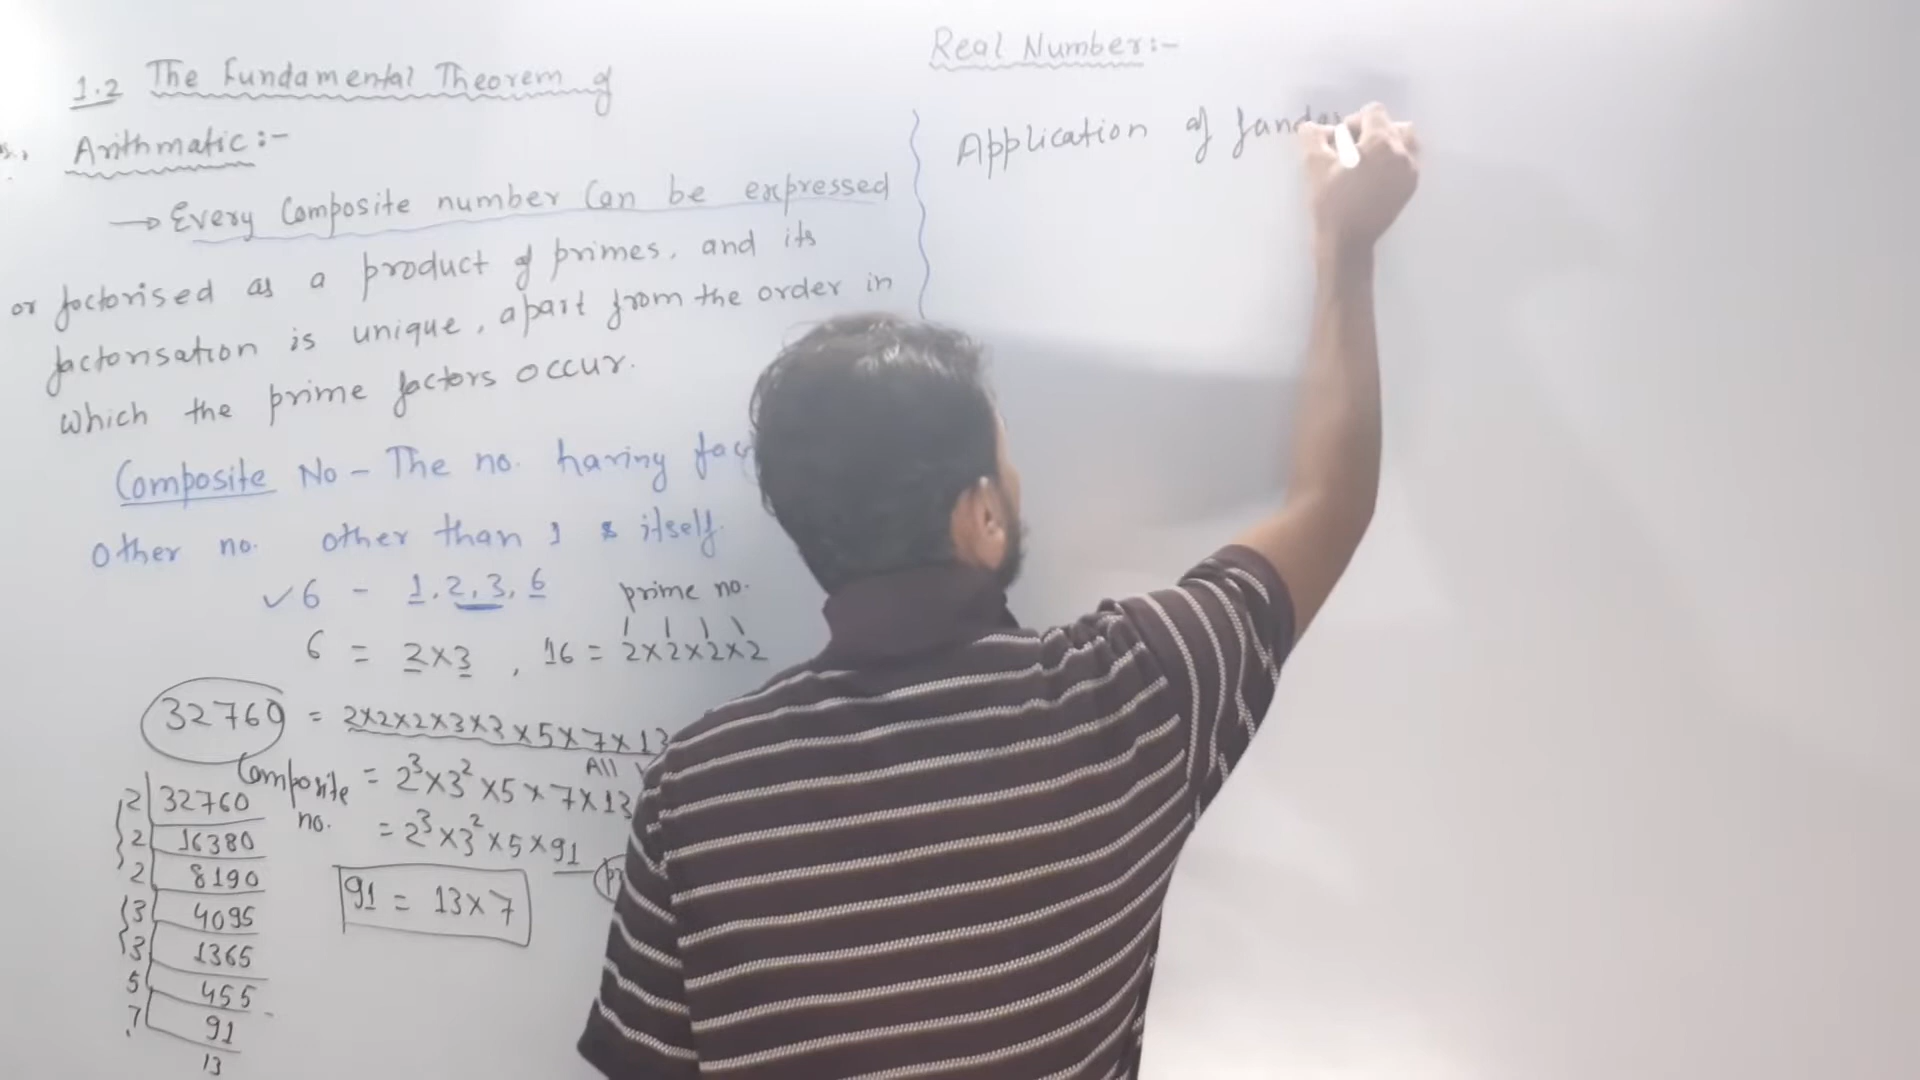 Real Number:-
1.2 The Fundamental Theorem of
Arithmatic:-
→ Every Composite number Can be expressed
or factorised as a product of primes, and its
factorisation is unique, apart from the order in
which the prime factors occur.
Composite No - The no. having
other no. other than 1 & itself.
✓6 - 1, 2, 3, 6
prime no.
6 = 2×3 , 16 = 2×2×2×2
32760 = 2×2×2×3×3×5×7×13
All
Composite no. = 2³×3²×5×7×13
= 2³×3²×5×91
91 = 13×7
2 32760
2 16380
2 8190
3 4095
3 1365
5 455
7 91
13
Application of